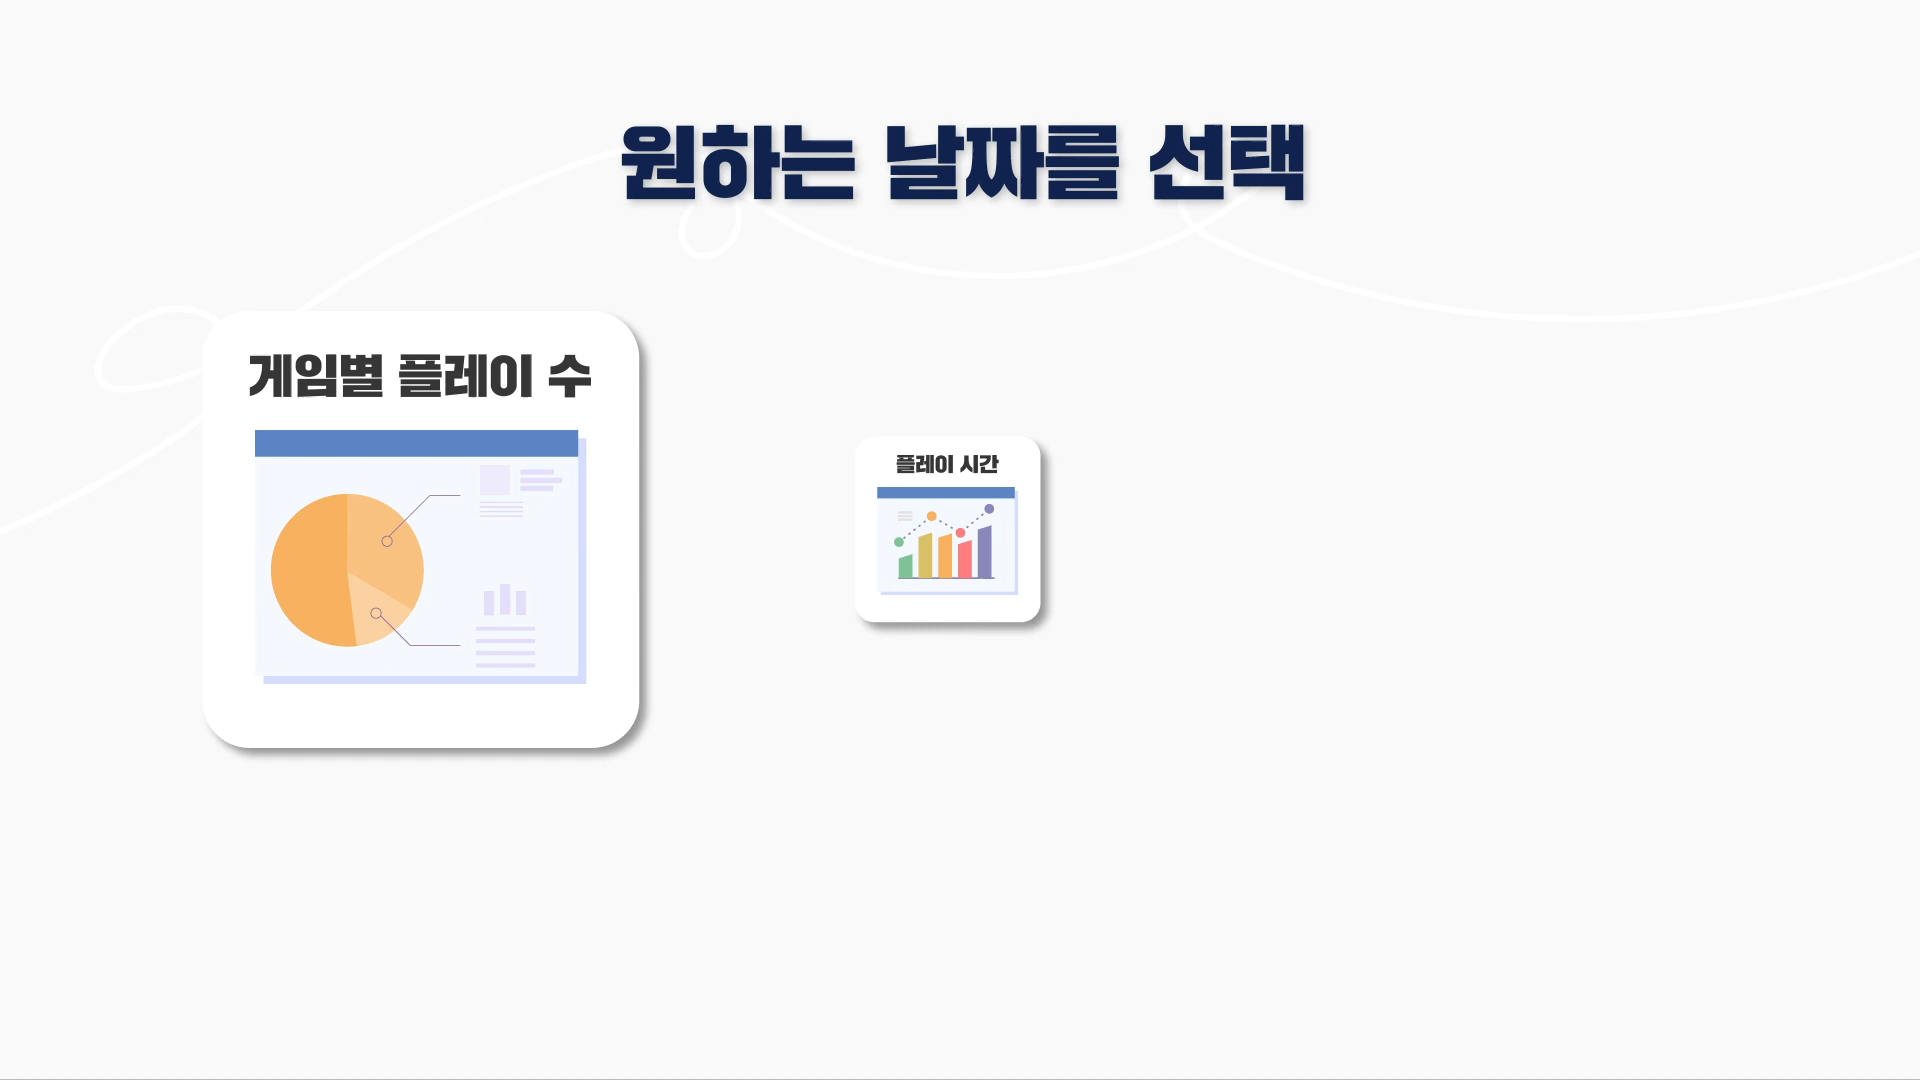 원하는 날짜를 선택
게임별 플레이 수
플레이 시간